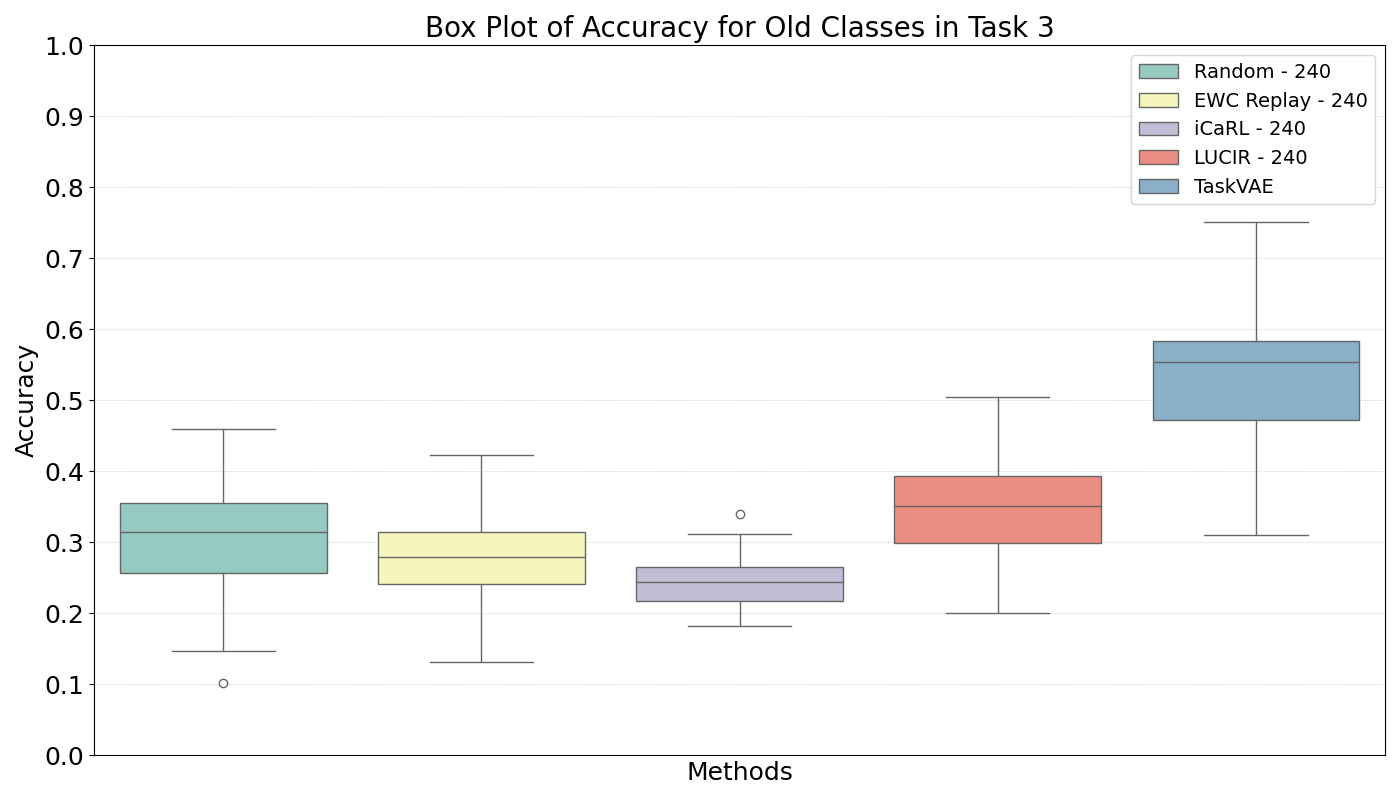 Box Plot of Accuracy for Old Classes in Task 3
1.0
0.9
0.8
0.7
0.6
0.5
0.4
0.3
0.2
0.1
0.0
Accuracy
Methods
Random - 240
EWC Replay - 240
iCaRL - 240
LUCIR - 240
TaskVAE